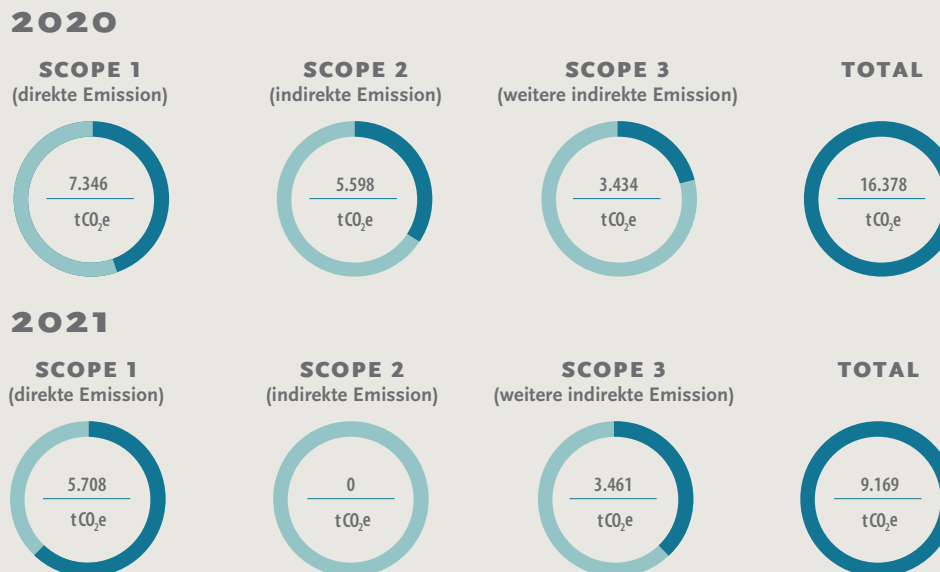 2020
SCOPE 1
(direkte Emission)
7.346
tCO₂e
SCOPE 2
(indirekte Emission)
5.598
tCO₂e
SCOPE 3
(weitere indirekte Emission)
3.434
tCO₂e
TOTAL
16.378
tCO₂e
2021
SCOPE 1
(direkte Emission)
5.708
tCO₂e
SCOPE 2
(indirekte Emission)
0
tCO₂e
SCOPE 3
(weitere indirekte Emission)
3.461
tCO₂e
TOTAL
9.169
tCO₂e